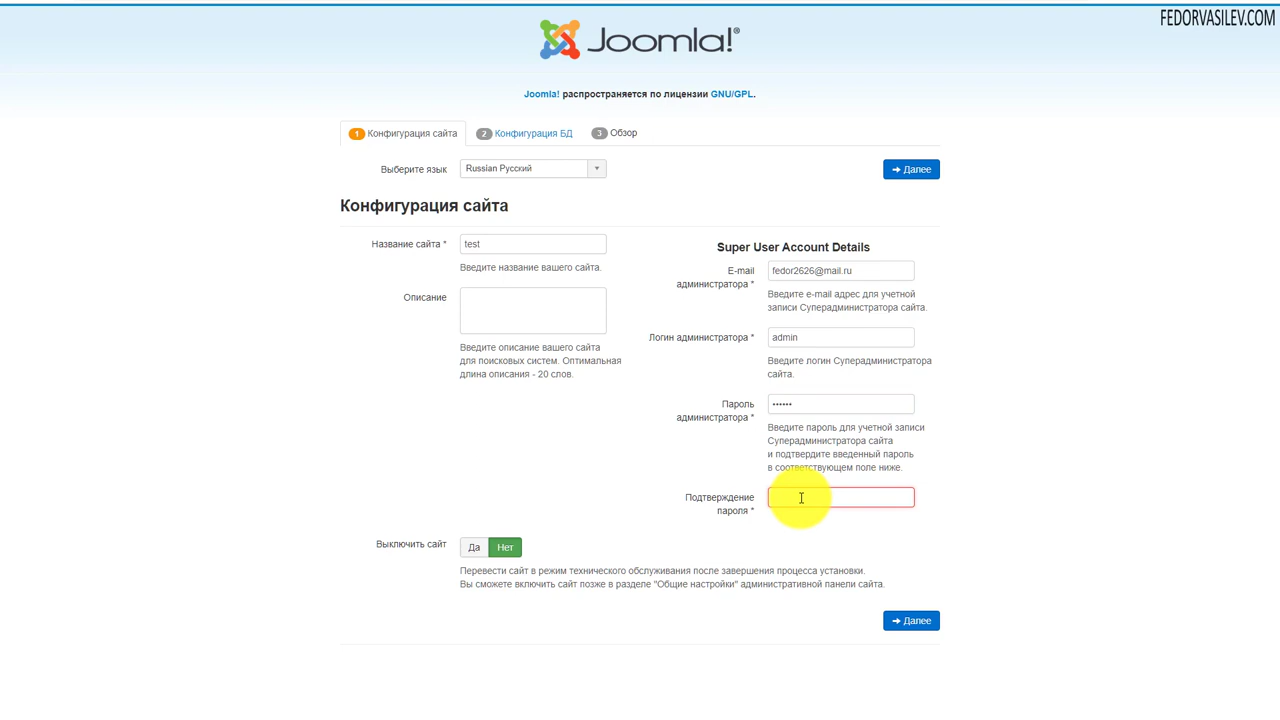 FEDORVASILEV.COM
Joomla!®
Joomla! распространяется по лицензии GNU/GPL.
1 Конфигурация сайта 2 Конфигурация БД 3 Обзор
Выберите язык Russian Русский Далее
Конфигурация сайта
Название сайта * test
Введите название вашего сайта.
Описание
Введите описание вашего сайта
для поисковых систем. Оптимальная
длина описания - 20 слов.
Super User Account Details
E-mail
администратора *
fedor2626@mail.ru
Введите e-mail адрес для учетной
записи Суперадминистратора сайта.
Логин администратора * admin
Введите логин Суперадминистратора
сайта.
Пароль
администратора *
••••••
Введите пароль для учетной записи
Суперадминистратора сайта
и подтвердите введенный пароль
в соответствующем поле ниже.
Подтверждение
пароля *
Выключить сайт Да Нет
Перевести сайт в режим технического обслуживания после завершения процесса установки.
Вы сможете включить сайт позже в разделе "Общие настройки" административной панели сайта.
Далее